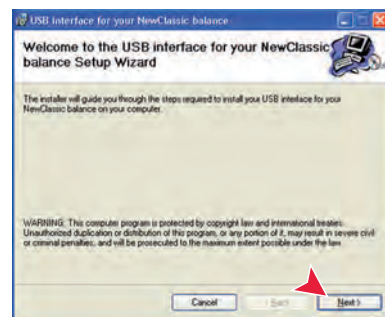 USB Interface for your NewClassic balance
Welcome to the USB interface for your NewClassic
balance Setup Wizard
The installer will guide you through the steps required to install your USB interface for your
NewClassic balance on your computer.
WARNING: This computer program is protected by copyright law and international treaties.
Unauthorized duplication or distribution of this program, or any portion of it, may result in severe civil
or criminal penalties, and will be prosecuted to the maximum extent possible under the law.
Cancel
< Back
Next >